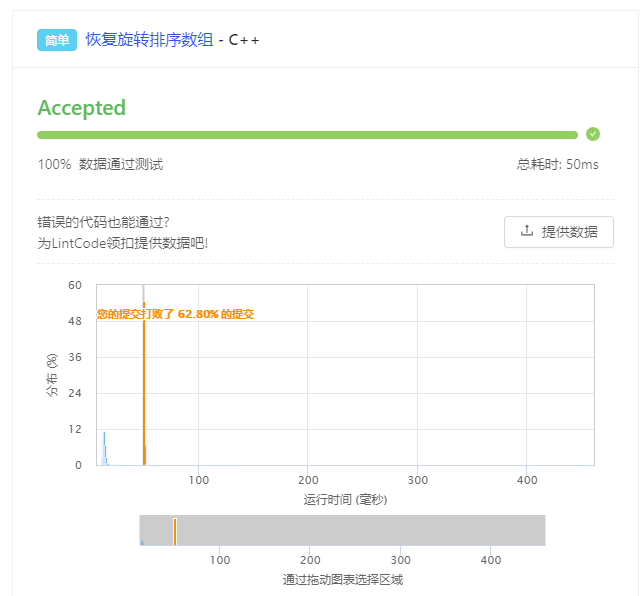 简单 恢复旋转排序数组 - C++
Accepted
100% 数据通过测试 总耗时: 50ms
错误的代码也能通过?
为LintCode领扣提供数据吧!
提供数据
60
您的提交打败了 62.80% 的提交
48
36
24
12
0
分布 (%)
100 200 300 400
运行时间 (毫秒)
100 200 300 400
通过拖动图表选择区域